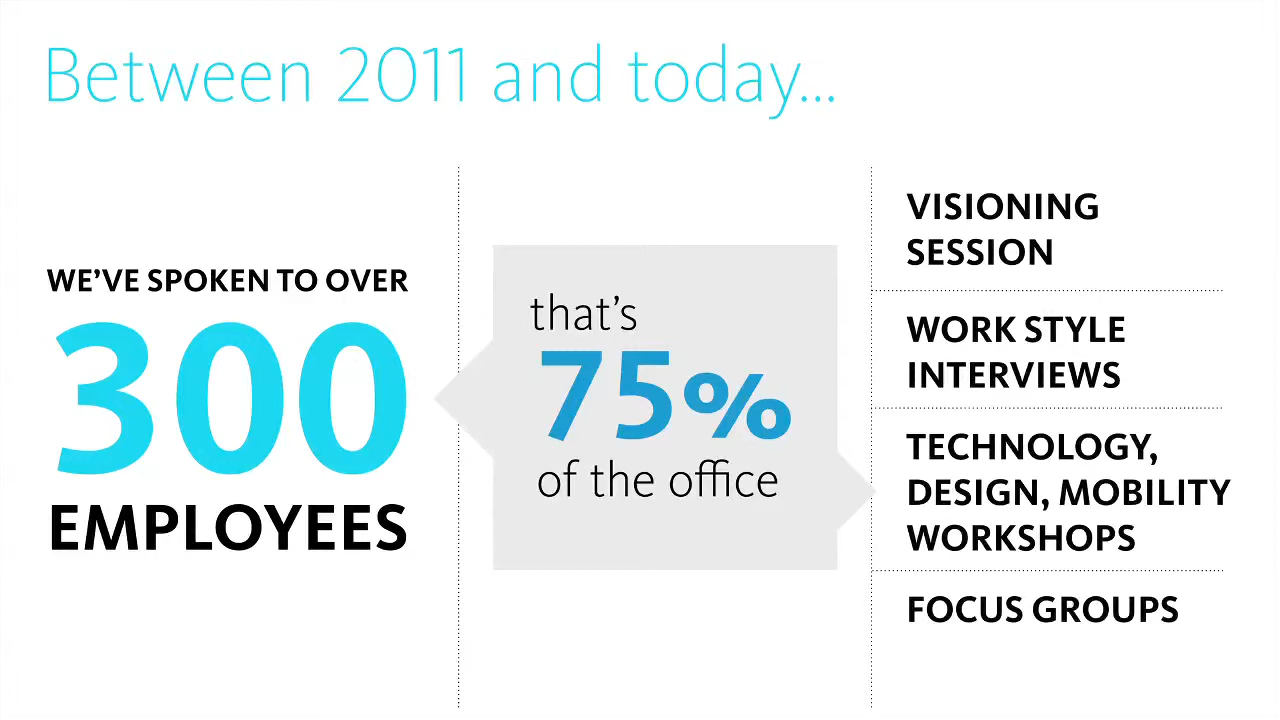 Between 2011 and today...
WE'VE SPOKEN TO OVER
300
EMPLOYEES
that's
75%
of the office
VISIONING
SESSION
WORK STYLE
INTERVIEWS
TECHNOLOGY,
DESIGN, MOBILITY
WORKSHOPS
FOCUS GROUPS